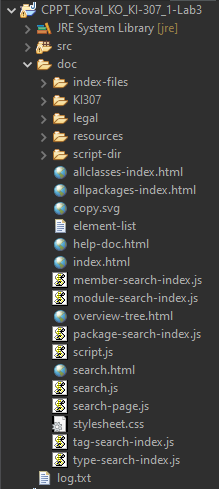 CPPT_Koval_KO_KI-307_1-Lab3
JRE System Library [jre]
src
doc
index-files
KI307
legal
resources
script-dir
allclasses-index.html
allpackages-index.html
copy.svg
element-list
help-doc.html
index.html
member-search-index.js
module-search-index.js
overview-tree.html
package-search-index.js
script.js
search.html
search.js
search-page.js
stylesheet.css
tag-search-index.js
type-search-index.js
log.txt